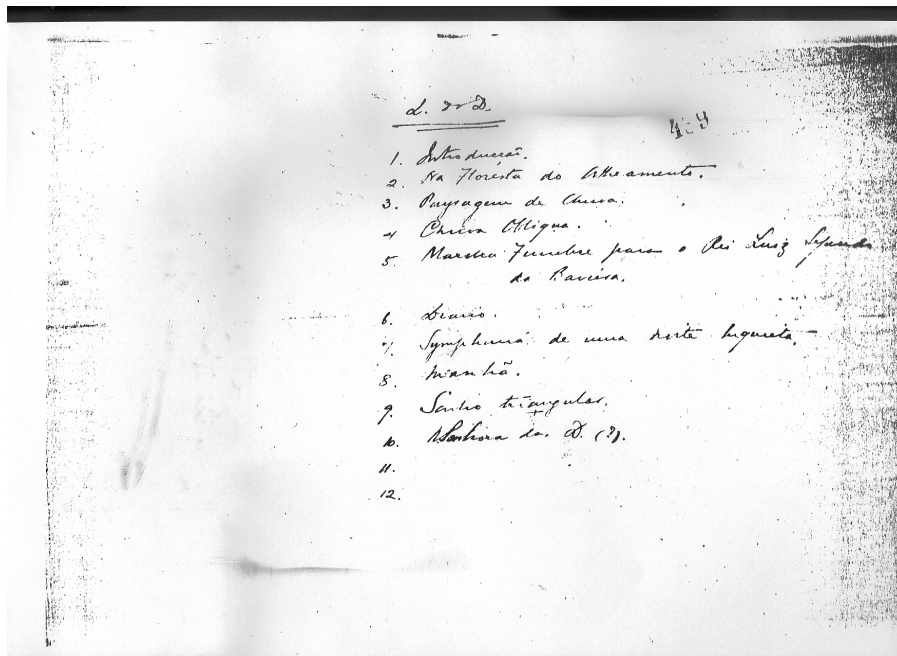 L. do D.
1. Introducção.
2. Na Floresta do Alheamento.
3. Paysagem de Chuva.
4 Chuva Obliqua.
5. Marcha Funebre para o Rei Luiz Segundo
da Baviera.
6. Diario.
7. Symphonia de uma noite inquieta.
8. Manhã.
9. Sonho triangular.
10. N. Senhora das D. (?).
11.
12.